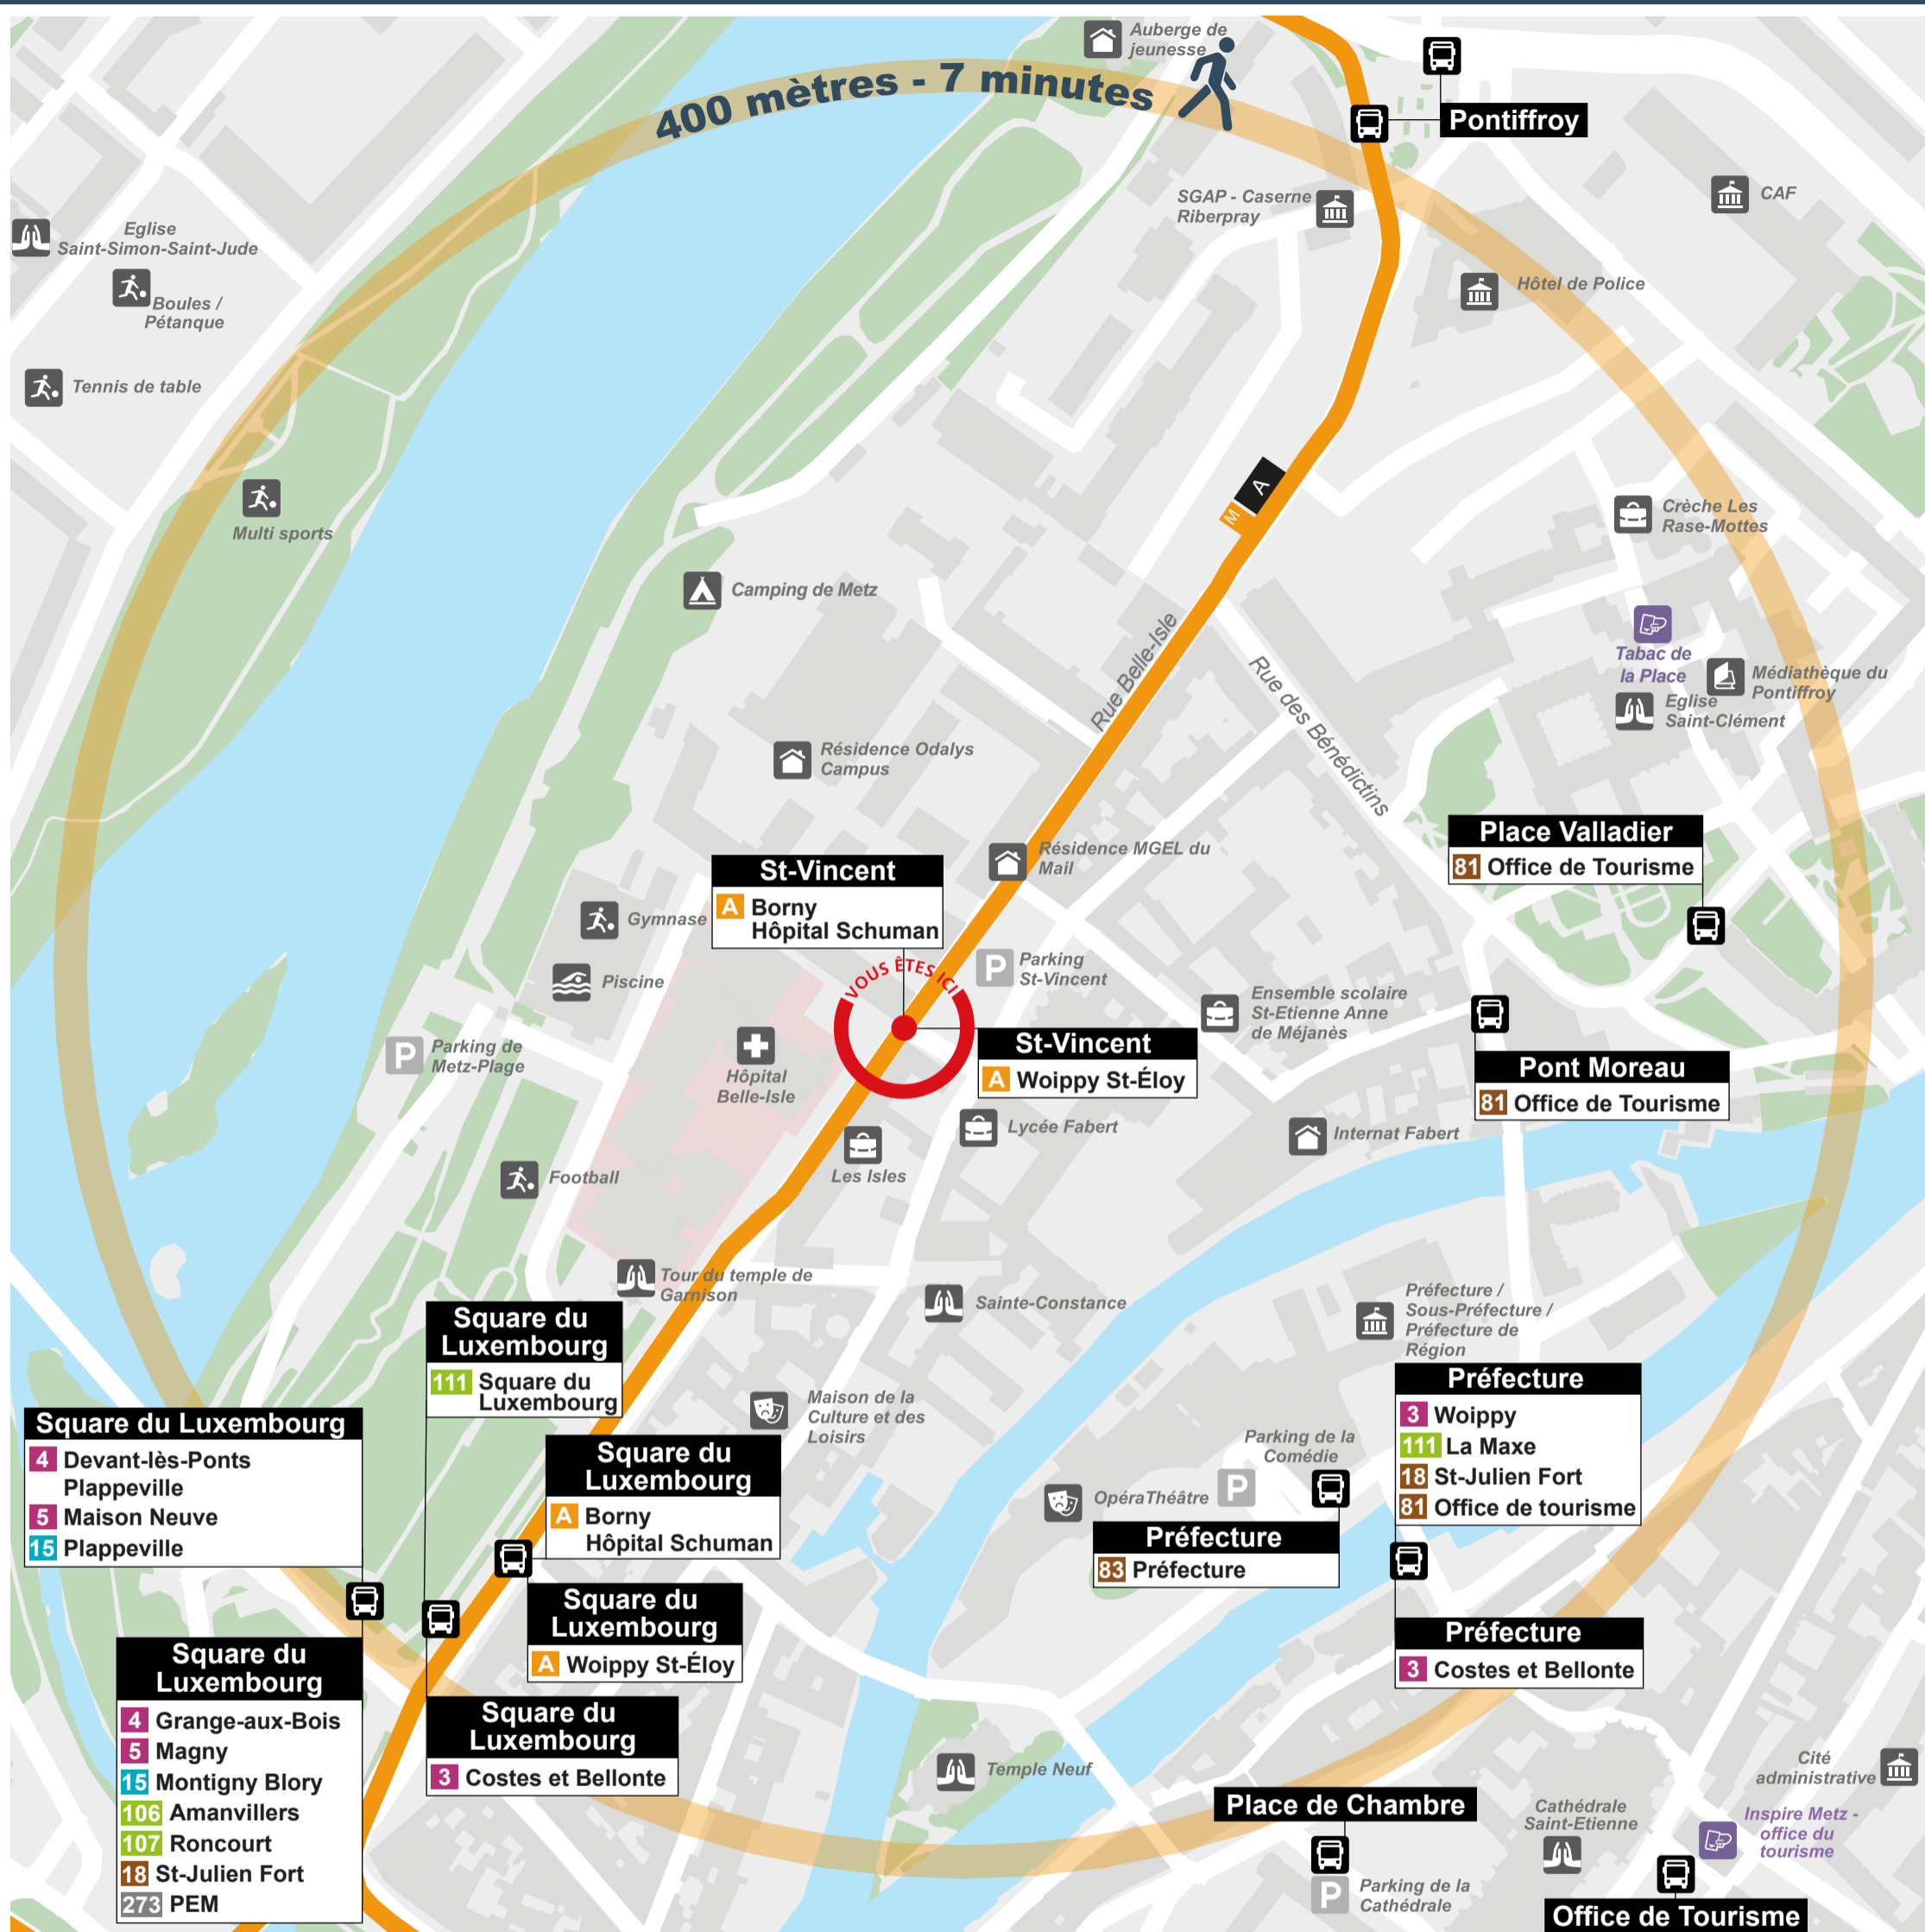 Auberge de
jeunesse
400 mètres - 7 minutes
Pontiffroy
SGAP - Caserne
Riberpray
CAF
Eglise
Saint-Simon-Saint-Jude
Hôtel de Police
Boules /
Pétanque
Tennis de table
A
M
Multi sports
Crèche Les
Rase-Mottes
Camping de Metz
Rue Belle-Isle
Rue des Bénédictins
Tabac de
la Place
Médiathèque du
Pontiffroy
Eglise
Saint-Clément
Résidence Odalys
Campus
Place Valladier
81 Office de Tourisme
Résidence MGEL du
Mail
St-Vincent
A Borny
Hôpital Schuman
Gymnase
VOUS ÊTES ICI
P Parking
St-Vincent
Piscine
Ensemble scolaire
St-Etienne Anne
de Méjanès
St-Vincent
A Woippy St-Éloy
P Parking de
Metz-Plage
Hôpital
Belle-Isle
Pont Moreau
81 Office de Tourisme
Lycée Fabert
Internat Fabert
Les Isles
Football
Tour du temple de
Garnison
Sainte-Constance
Préfecture /
Sous-Préfecture /
Préfecture de
Région
Square du
Luxembourg
111 Square du
Luxembourg
Maison de la
Culture et des
Loisirs
Préfecture
3 Woippy
111 La Maxe
18 St-Julien Fort
81 Office de tourisme
Square du Luxembourg
4 Devant-lès-Ponts
Plappeville
5 Maison Neuve
15 Plappeville
Square du
Luxembourg
A Borny
Hôpital Schuman
Parking de la
Comédie
P
OpéraThéâtre
Préfecture
83 Préfecture
Square du
Luxembourg
A Woippy St-Éloy
Préfecture
3 Costes et Bellonte
Square du
Luxembourg
4 Grange-aux-Bois
5 Magny
15 Montigny Blory
106 Amanvillers
107 Roncourt
18 St-Julien Fort
273 PEM
Square du
Luxembourg
3 Costes et Bellonte
Temple Neuf
Cité
administrative
Place de Chambre
Cathédrale
Saint-Etienne
Inspire Metz -
office du
tourisme
P Parking de la
Cathédrale
Office de Tourisme